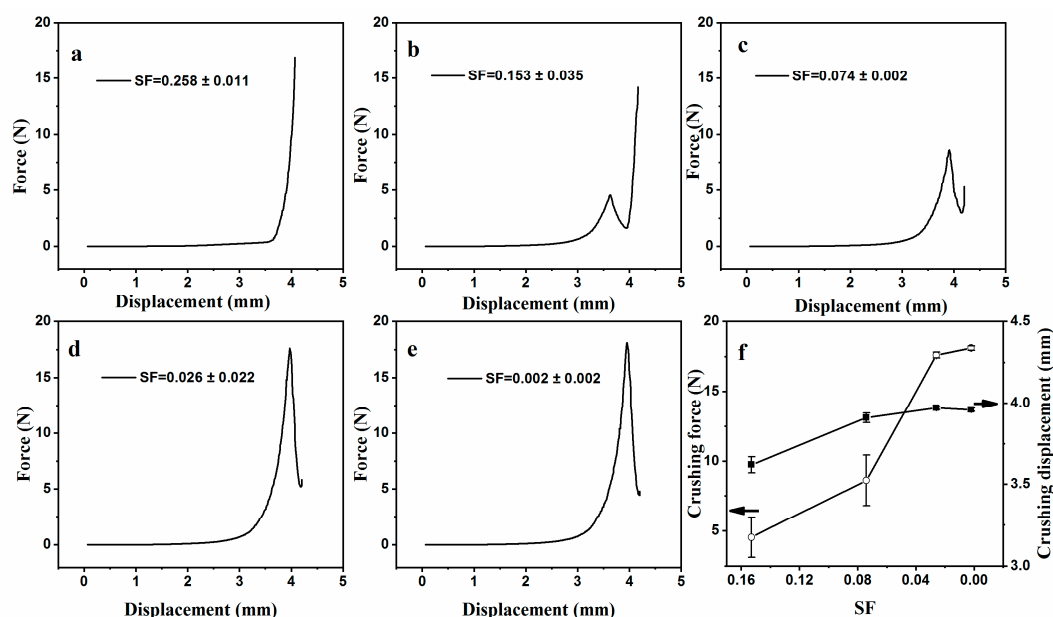 a
SF=0.258 ± 0.011
Force (N)
20
15
10
5
0
0 1 2 3 4 5
Displacement (mm)
b
SF=0.153 ± 0.035
Force (N)
20
15
10
5
0
0 1 2 3 4 5
Displacement (mm)
c
SF=0.074 ± 0.002
Force (N)
20
15
10
5
0
0 1 2 3 4 5
Displacement (mm)
d
SF=0.026 ± 0.022
Force (N)
20
15
10
5
0
0 1 2 3 4 5
Displacement (mm)
e
SF=0.002 ± 0.002
Force (N)
20
15
10
5
0
0 1 2 3 4 5
Displacement (mm)
f
Crushing force (N)
20
15
10
5
4.5
4.0
3.5
3.0
Crushing displacement (mm)
0.16 0.12 0.08 0.04 0.00
SF